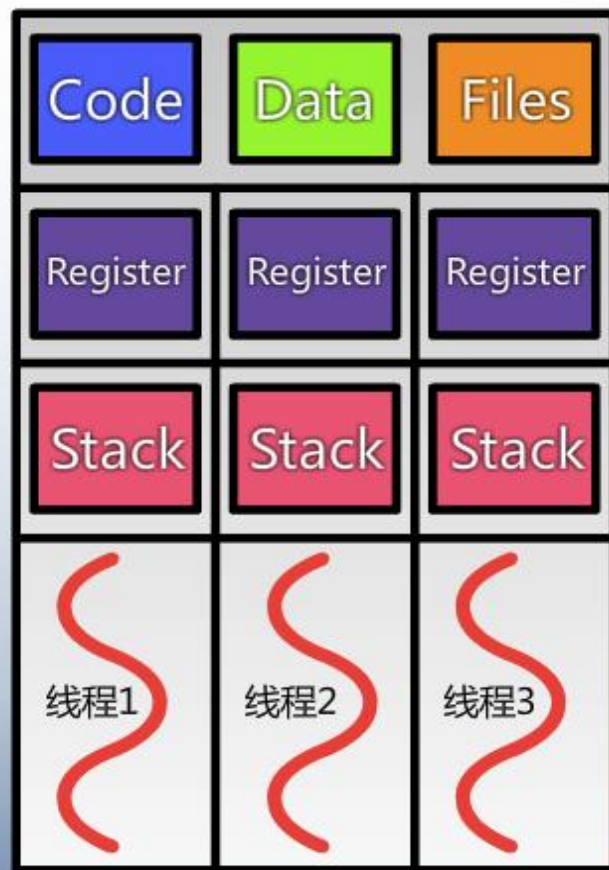 Code Data Files
Register Register Register
Stack Stack Stack
线程1 线程2 线程3